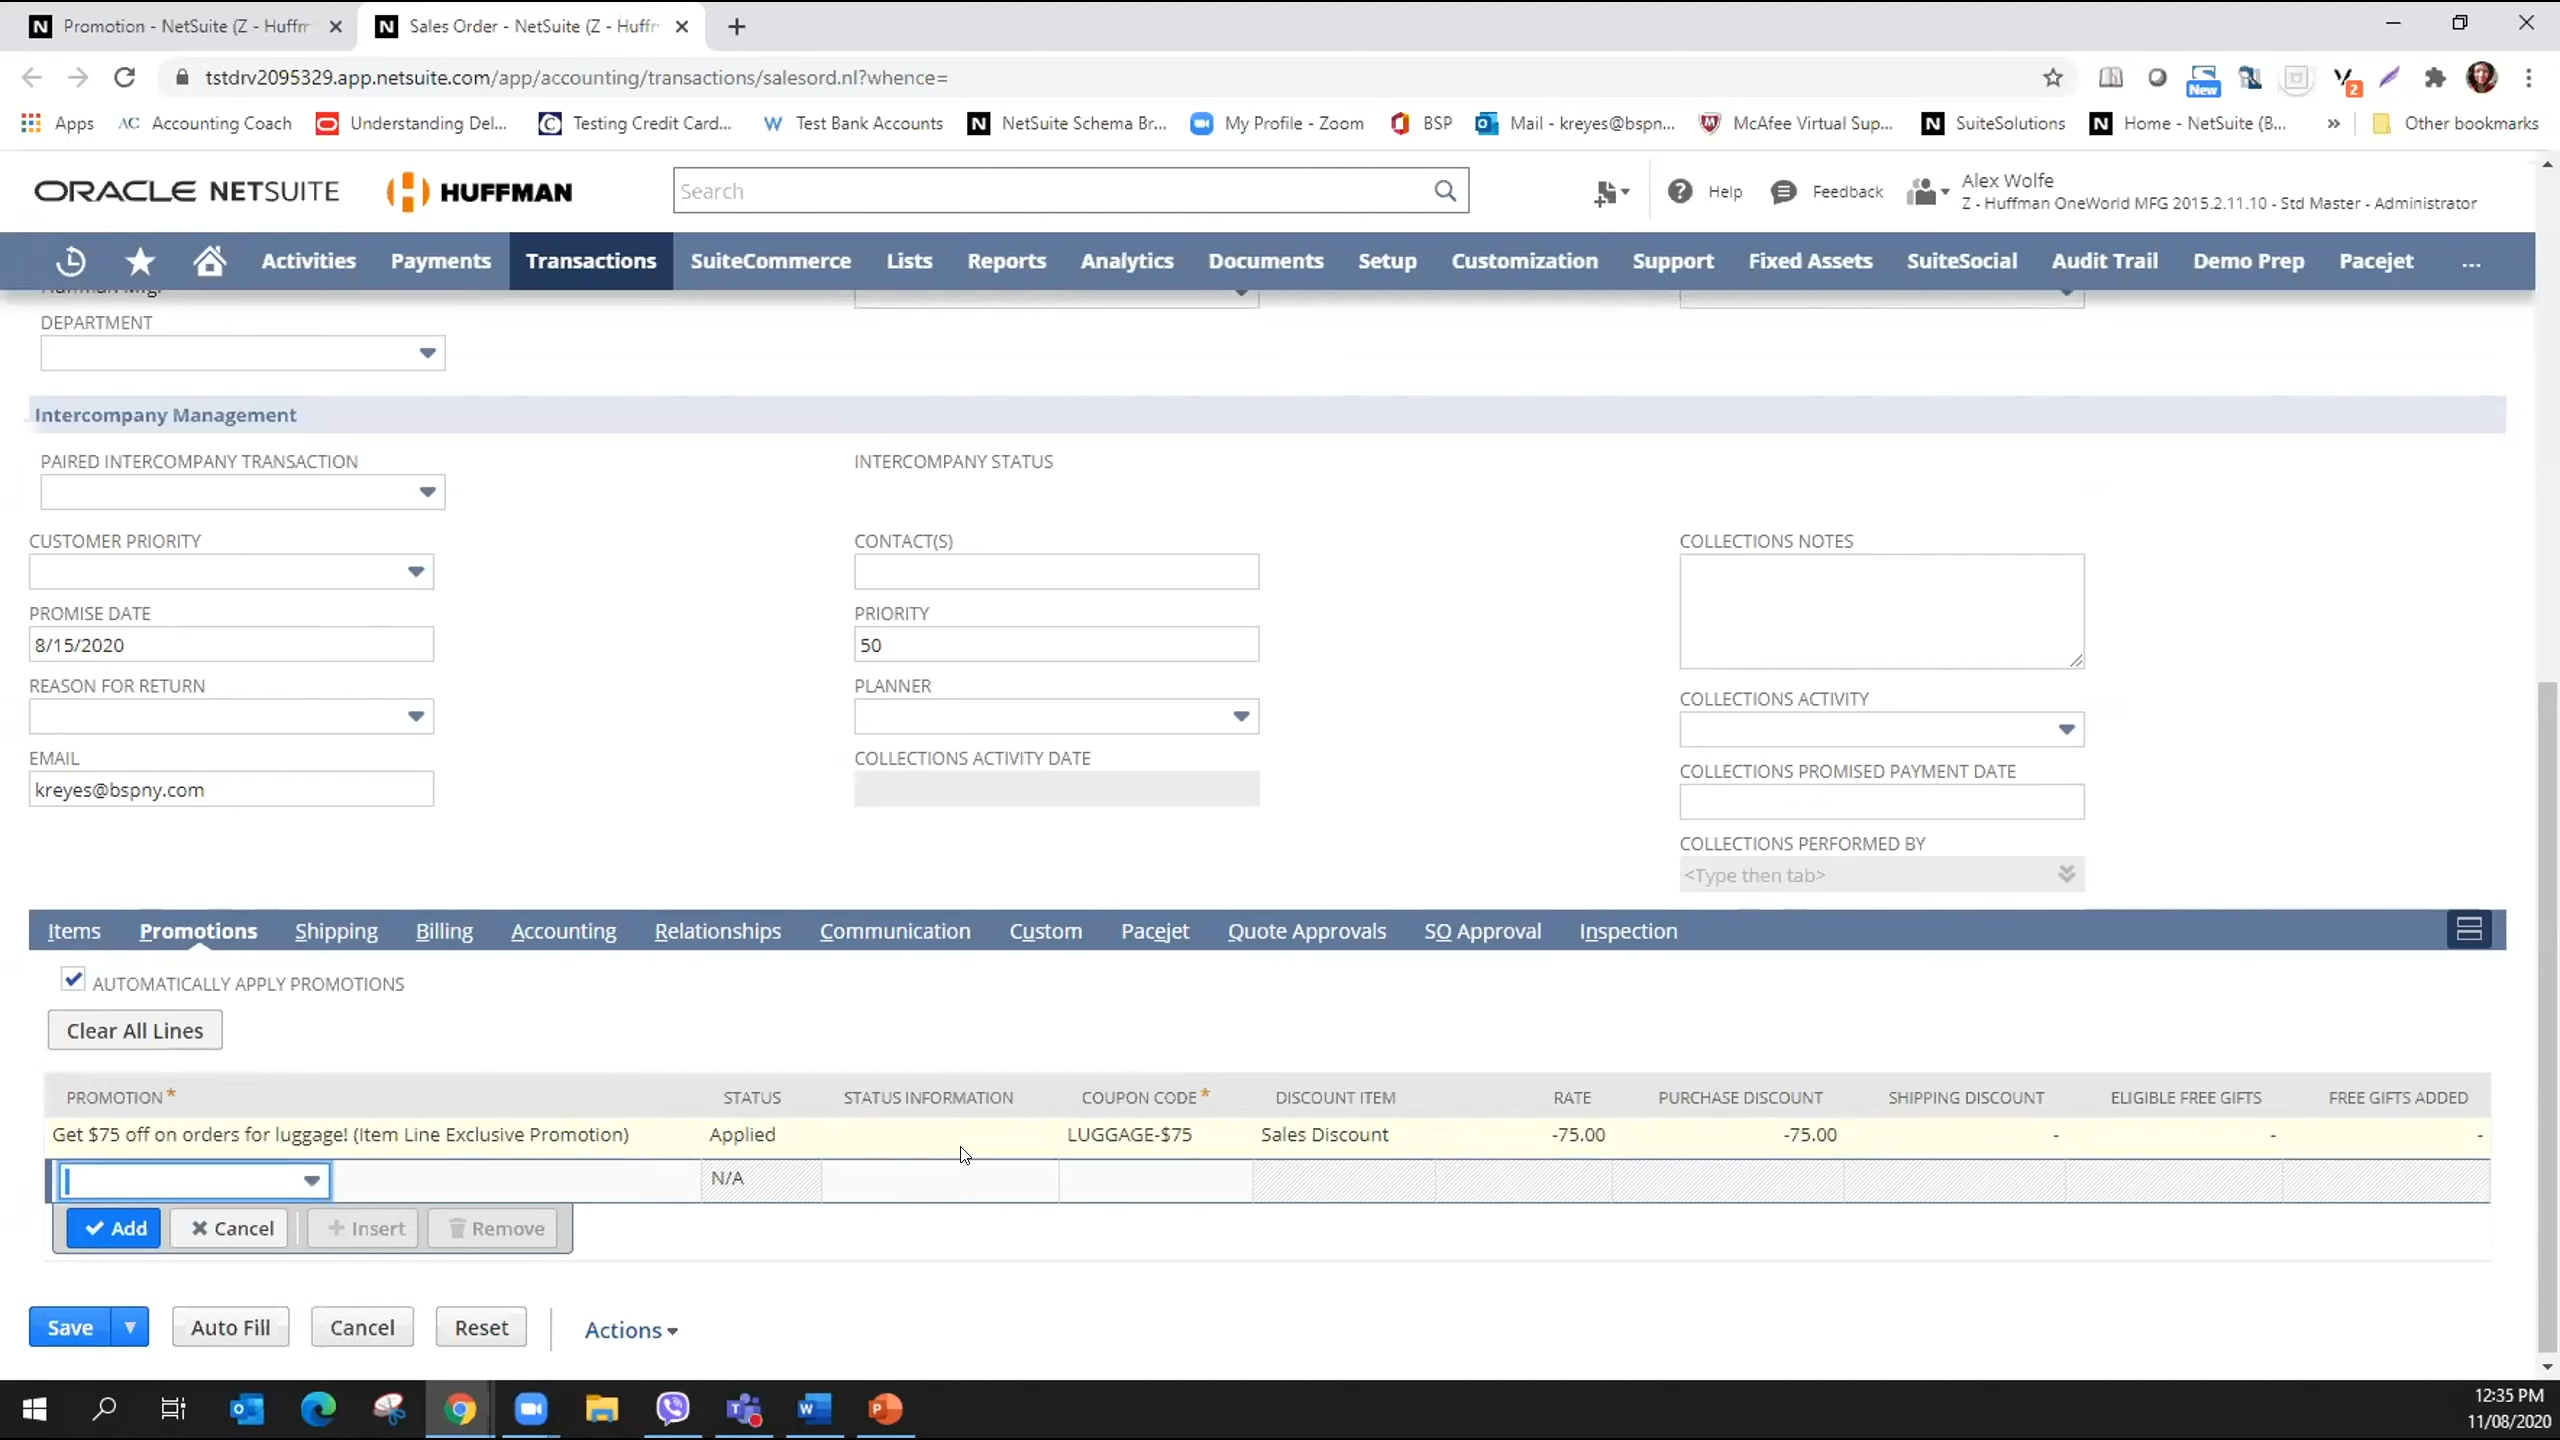 Promotion - NetSuite (Z - Huffm
Sales Order - NetSuite (Z - Huffm
tstdrv2095329.app.netsuite.com/app/accounting/transactions/salesord.nl?whence=
New
2
Apps
AC Accounting Coach
Understanding Del...
Testing Credit Card...
Test Bank Accounts
NetSuite Schema Br...
My Profile - Zoom
BSP
Mail - kreyes@bspn...
McAfee Virtual Sup...
SuiteSolutions
Home - NetSuite (B...
Other bookmarks
ORACLE NETSUITE
HUFFMAN
Search
Help
Feedback
Alex Wolfe
Z - Huffman OneWorld MFG 2015.2.11.10 - Std Master - Administrator
Activities Payments Transactions SuiteCommerce Lists Reports Analytics Documents Setup Customization Support Fixed Assets SuiteSocial Audit Trail Demo Prep Pacejet ...
Huffman Mfg.
DEPARTMENT
Intercompany Management
PAIRED INTERCOMPANY TRANSACTION
INTERCOMPANY STATUS
CUSTOMER PRIORITY
CONTACT(S)
COLLECTIONS NOTES
PROMISE DATE
8/15/2020
PRIORITY
50
REASON FOR RETURN
PLANNER
COLLECTIONS ACTIVITY
EMAIL
kreyes@bspny.com
COLLECTIONS ACTIVITY DATE
COLLECTIONS PROMISED PAYMENT DATE
COLLECTIONS PERFORMED BY
<Type then tab>
Items Promotions Shipping Billing Accounting Relationships Communication Custom Pacejet Quote Approvals SO Approval Inspection
AUTOMATICALLY APPLY PROMOTIONS
Clear All Lines
PROMOTION * STATUS STATUS INFORMATION COUPON CODE * DISCOUNT ITEM RATE PURCHASE DISCOUNT SHIPPING DISCOUNT ELIGIBLE FREE GIFTS FREE GIFTS ADDED
Get $75 off on orders for luggage! (Item Line Exclusive Promotion) Applied LUGGAGE-$75 Sales Discount -75.00 -75.00 - - -
N/A
Add Cancel Insert Remove
Save Auto Fill Cancel Reset Actions
12:35 PM
11/08/2020